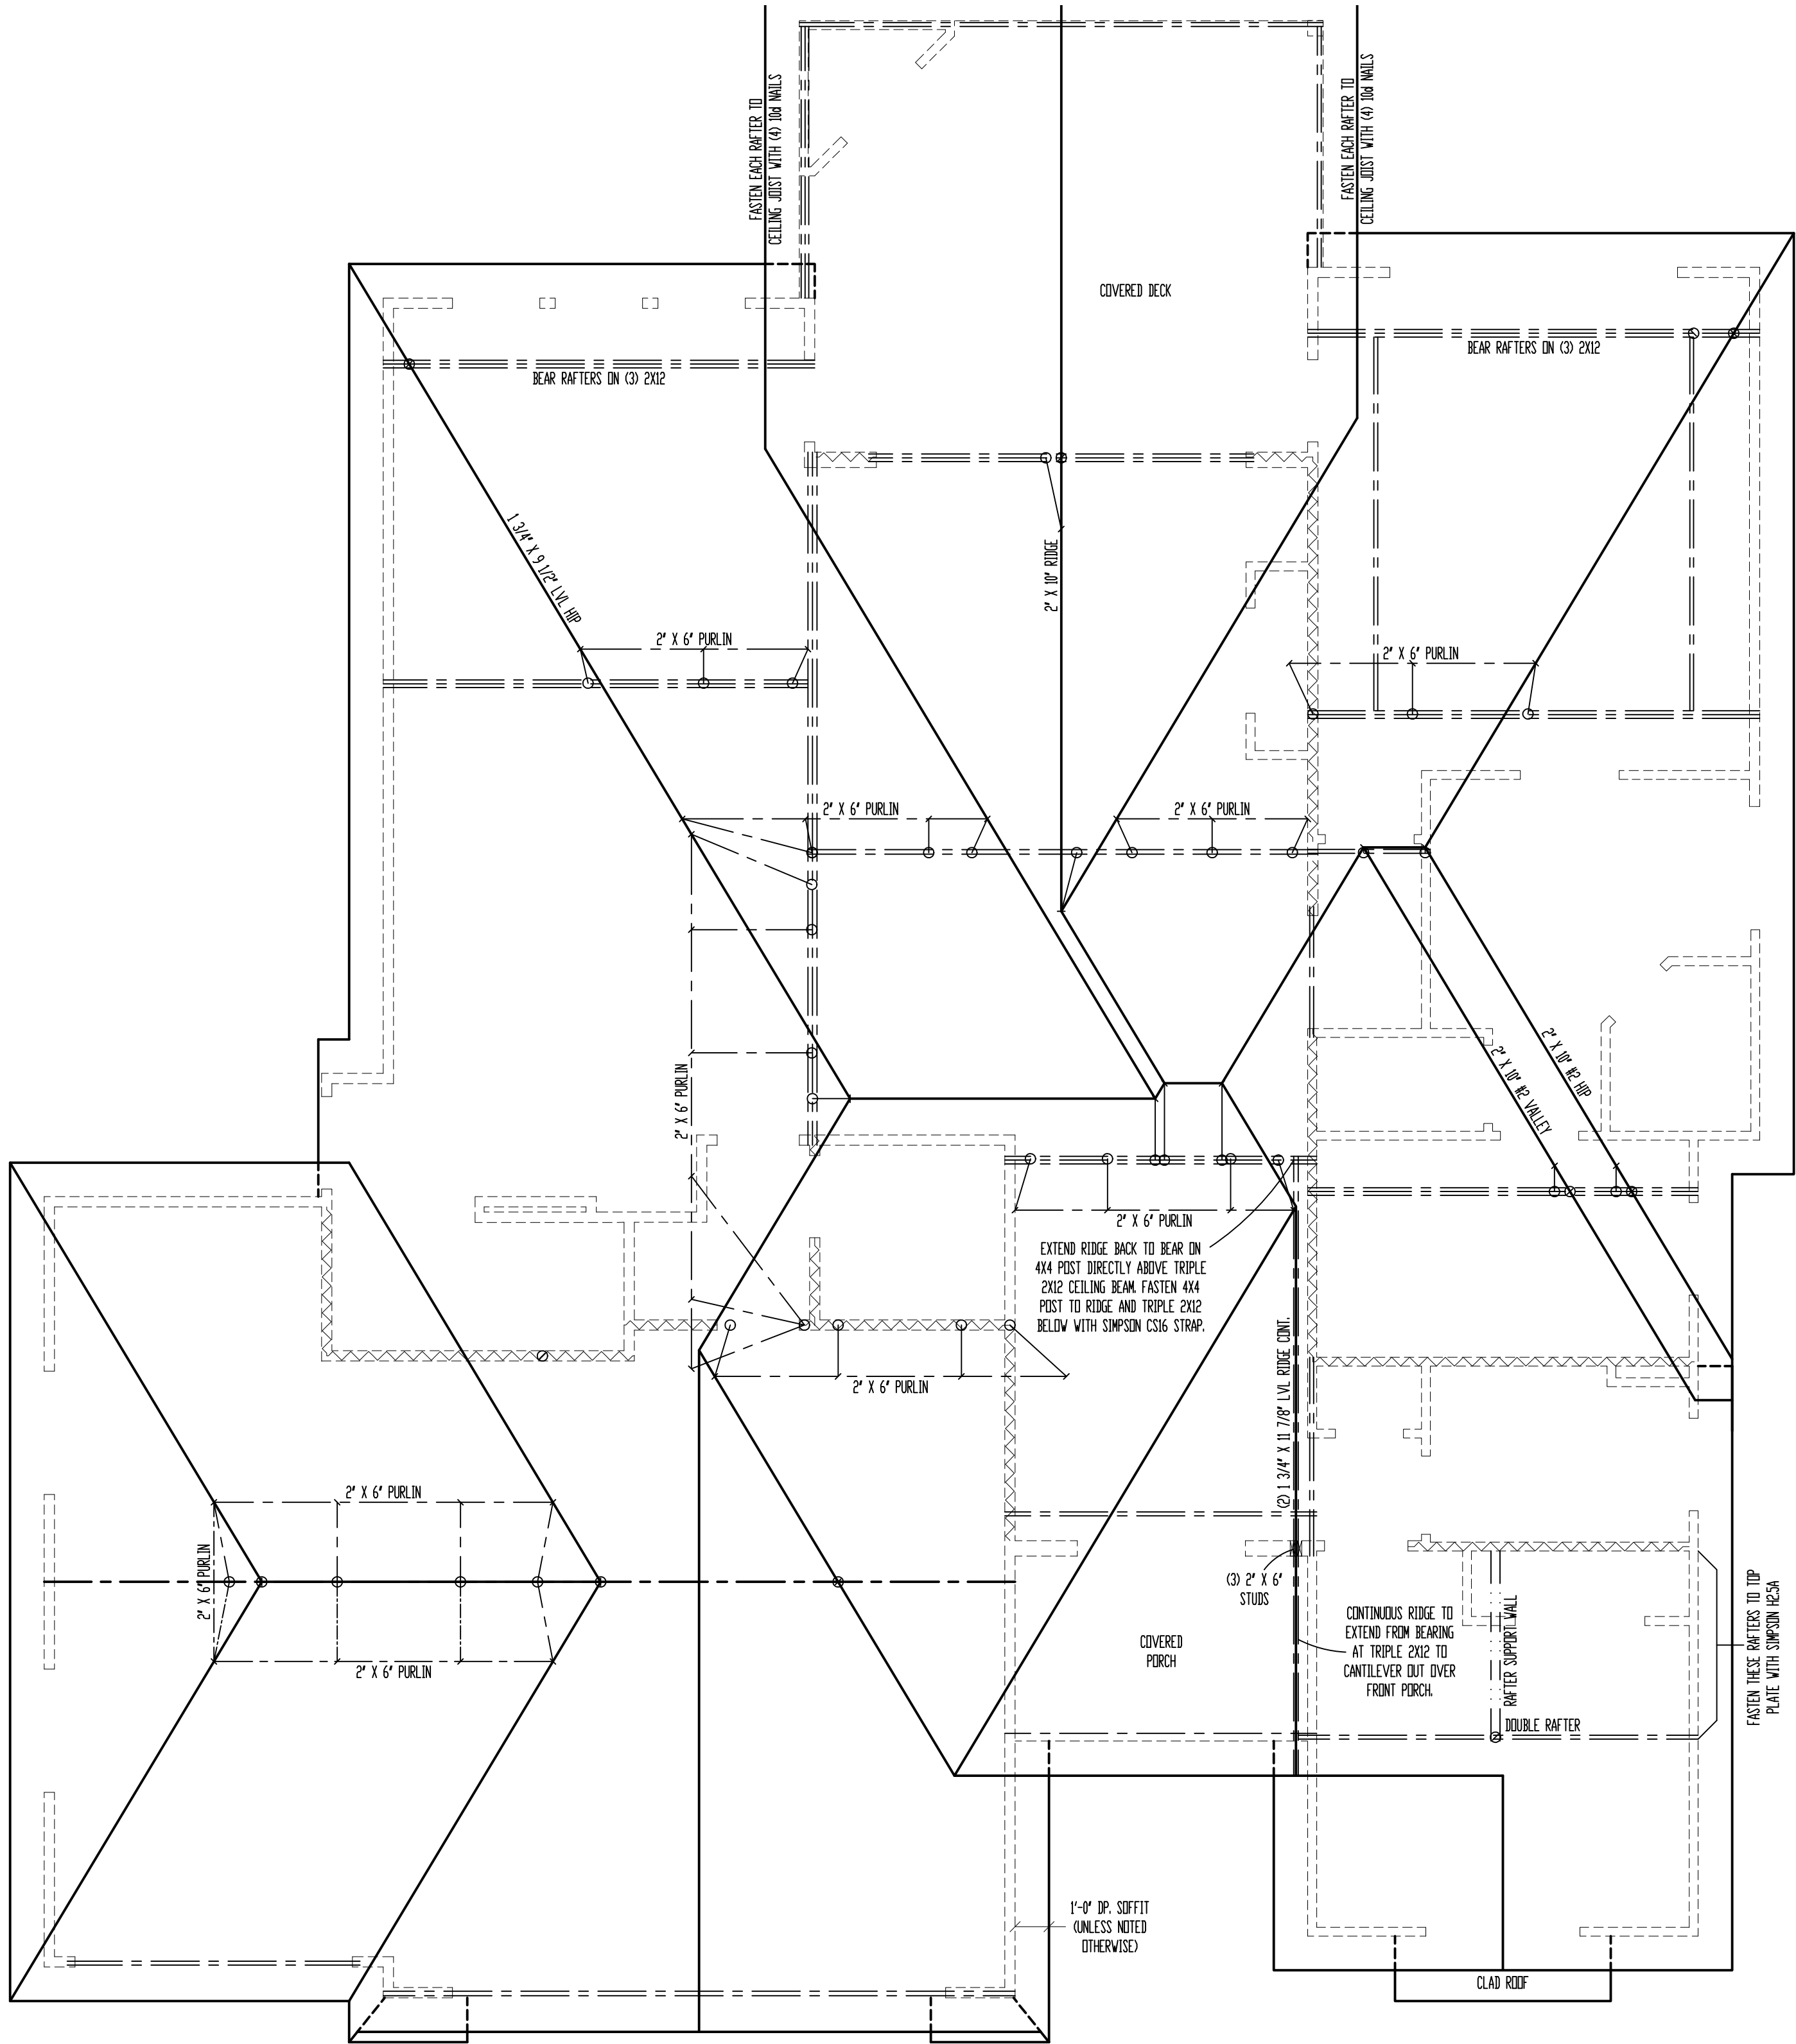 FASTEN EACH RAFTER TO
CEILING JOIST WITH (4) 10d NAILS
FASTEN EACH RAFTER TO
CEILING JOIST WITH (4) 10d NAILS
COVERED DECK
BEAR RAFTERS ON (3) 2X12
BEAR RAFTERS ON (3) 2X12
1 3/4" X 9 1/2" LVL HIP
2" X 10" RIDGE
2" X 6" PURLIN
2" X 6" PURLIN
2" X 6" PURLIN
2" X 6" PURLIN
2" X 6" PURLIN
2" X 10" #2 VALLEY
2" X 10" #2 HIP
2" X 6" PURLIN
EXTEND RIDGE BACK TO BEAR ON
4X4 POST DIRECTLY ABOVE TRIPLE
2X12 CEILING BEAM. FASTEN 4X4
POST TO RIDGE AND TRIPLE 2X12
BELOW WITH SIMPSON CS16 STRAP.
(2) 1 3/4" X 11 7/8" LVL RIDGE CONT.
2" X 6" PURLIN
2" X 6" PURLIN
2" X 6" PURLIN
2" X 6" PURLIN
(3) 2" X 6"
STUDS
COVERED
PORCH
CONTINUOUS RIDGE TO
EXTEND FROM BEARING
AT TRIPLE 2X12 TO
CANTILEVER OUT OVER
FRONT PORCH.
RAFTER SUPPORT WALL
DOUBLE RAFTER
FASTEN THESE RAFTERS TO TOP
PLATE WITH SIMPSON H2.5A
1'-0" DP. SOFFIT
(UNLESS NOTED
OTHERWISE)
CLAD ROOF